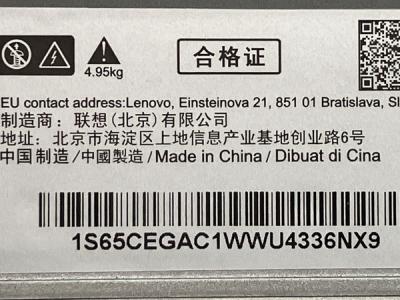 4.95kg
合格证
EU contact address:Lenovo, Einsteinova 21, 851 01 Bratislava,
制造商：联想(北京)有限公司
地址：北京市海淀区上地信息产业基地创业路6号
中国制造/中國製造/Made in China / Dibuat di Cina
1S65CEGAC1WWU4336NX9